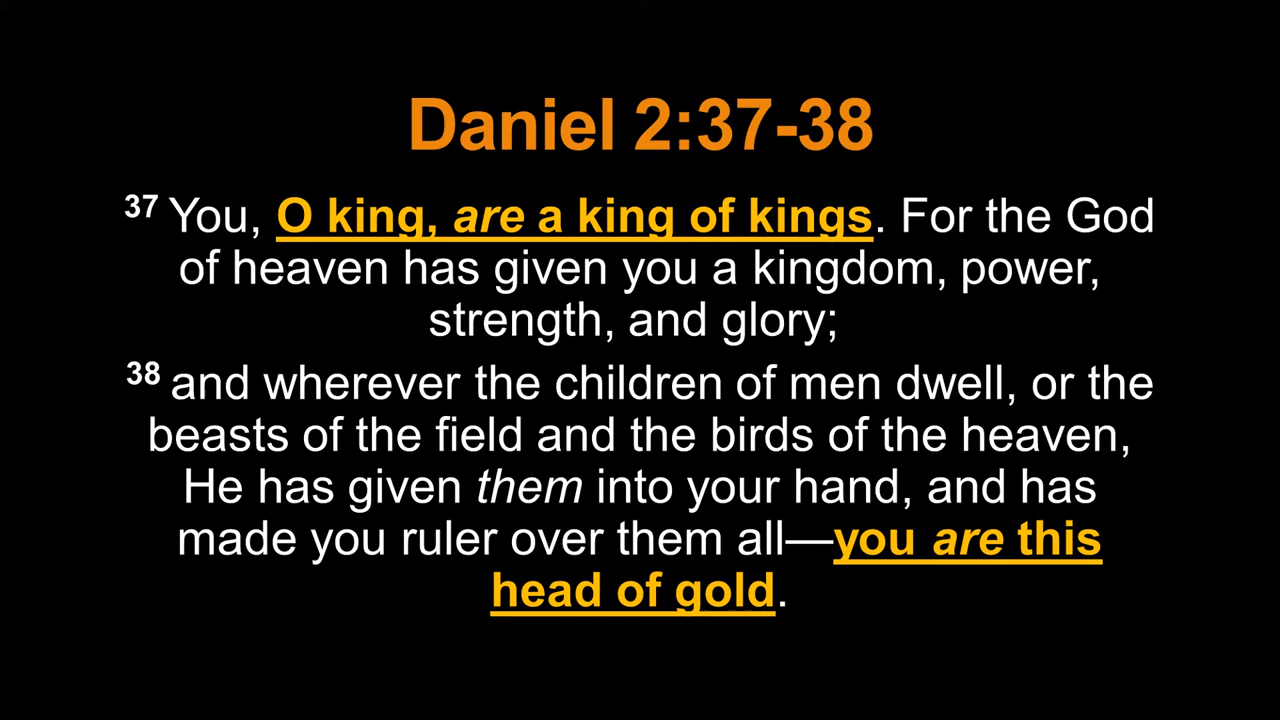 Daniel 2:37-38
37 You, O king, are a king of kings. For the God
of heaven has given you a kingdom, power,
strength, and glory;
38 and wherever the children of men dwell, or the
beasts of the field and the birds of the heaven,
He has given them into your hand, and has
made you ruler over them all—you are this
head of gold.